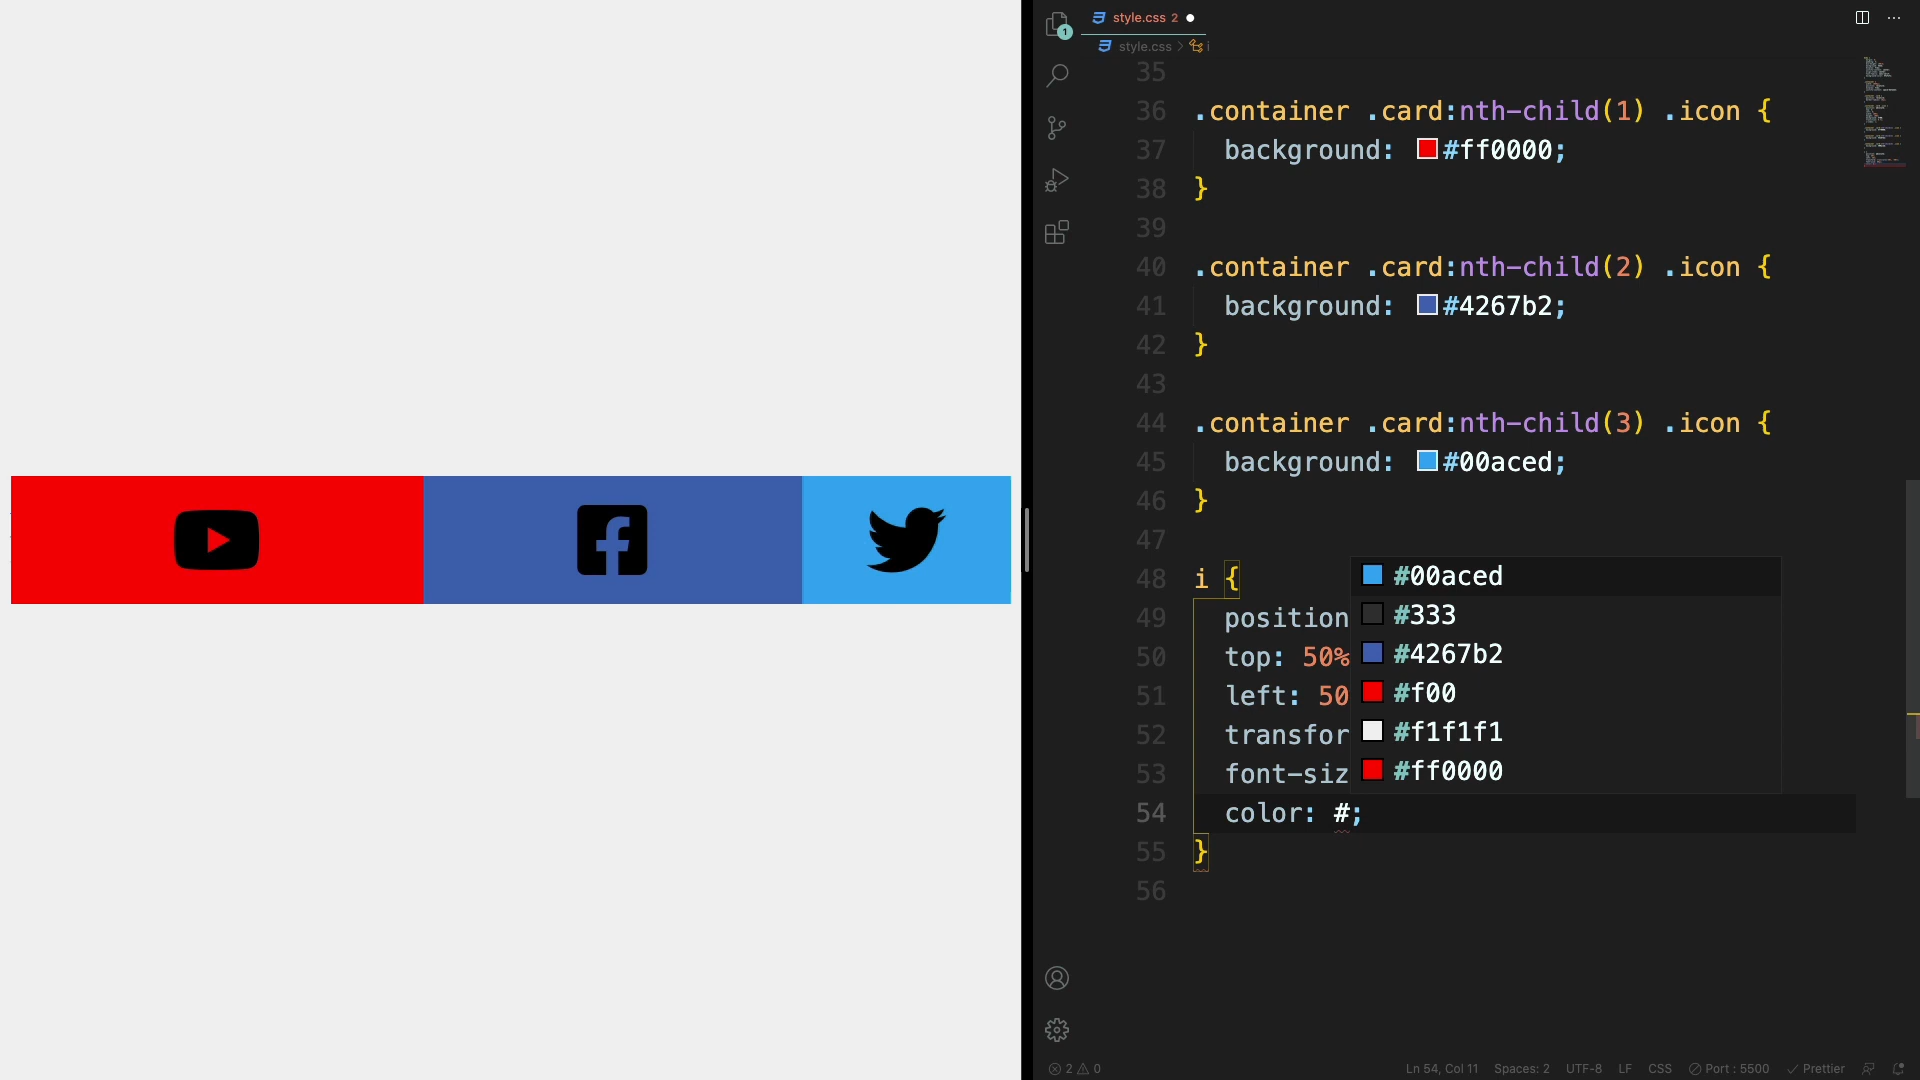 style.css 2
style.css > i
1
35
36 .container .card:nth-child(1) .icon {
37 background: #ff0000;
38 }
39
40 .container .card:nth-child(2) .icon {
41 background: #4267b2;
42 }
43
44 .container .card:nth-child(3) .icon {
45 background: #00aced;
46 }
47
48 i {
49 position
50 top: 50%
51 left: 50
52 transfor
53 font-siz
54 color: #;
55 }
56
#00aced
#333
#4267b2
#f00
#f1f1f1
#ff0000
2 0
Ln 54, Col 11 Spaces: 2 UTF-8 LF CSS Port : 5500 Prettier